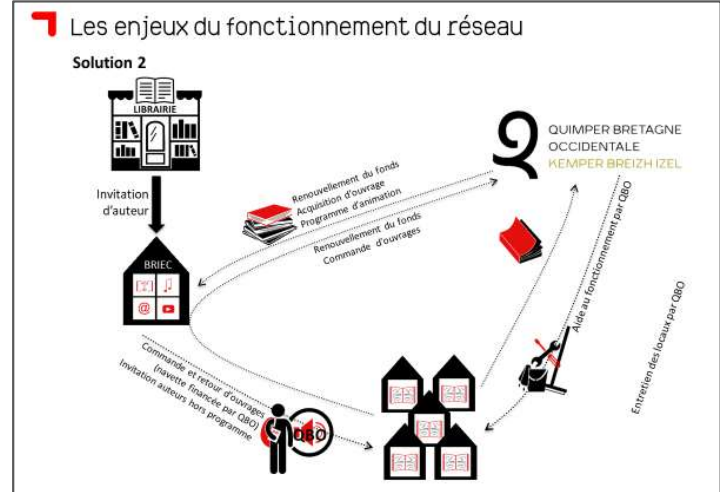 Les enjeux du fonctionnement du réseau
Solution 2
LIBRAIRIE
Invitation
d'auteur
BRIEC
@
QUIMPER BRETAGNE
OCCIDENTALE
KEMPER BREIZH IZEL
Renouvellement du fonds
Acquisition d'ouvrage
Programme d'animation
Renouvellement du fonds
Commande d'ouvrages
Aide au fonctionnement par QBO
Entretien des locaux par QBO
Commande et retour d'ouvrages
(navette financée par QBO)
Invitation auteurs hors programme
QBO